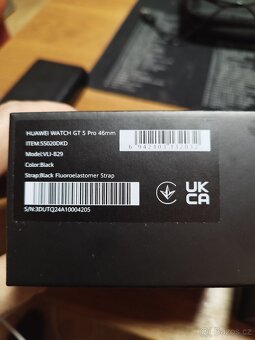 HUAWEI WATCH GT 5 Pro 46mm
ITEM:55020DKD
Model:VLI-B29
Color:Black
Strap:Black Fluoroelastomer Strap
UK
CA
S/N:3DUTQ24A10004205